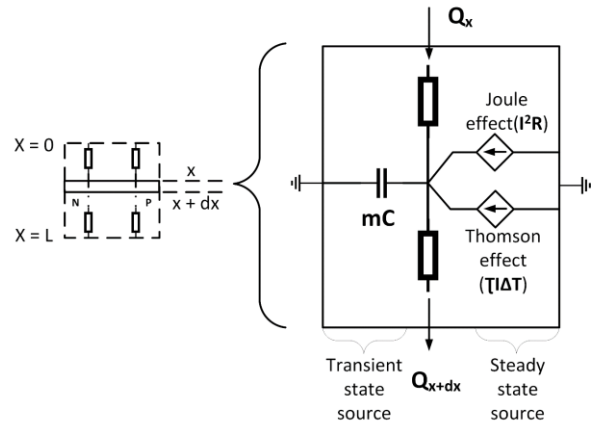 X = 0
X = L
N
P
x
x + dx
Qx
Joule
effect(I²R)
mC
Thomson
effect
(ƮIΔT)
Transient
state
source
Qx+dx
Steady
state
source